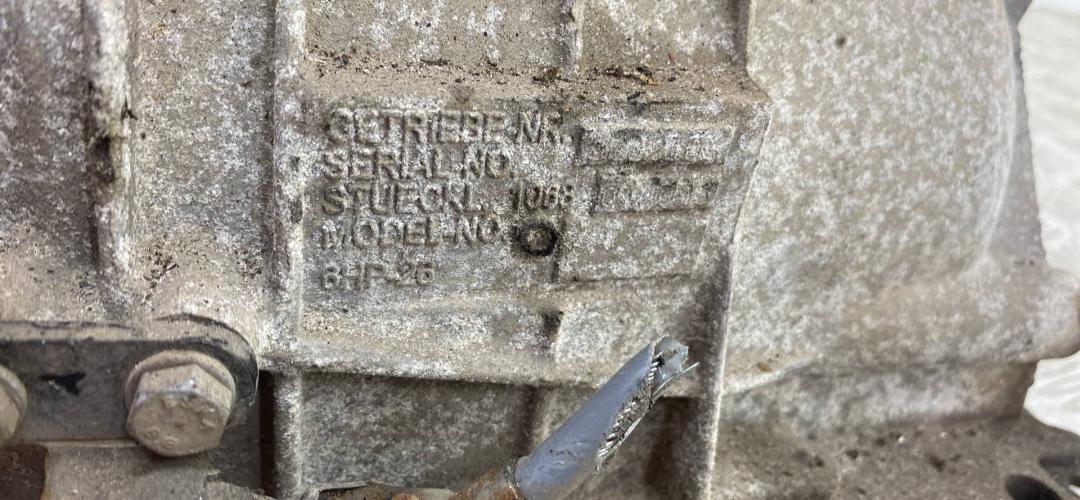 GETRIEBE-NR.
SERIAL-NO.
STUECKL. 1068
MODEL-NO.
6HP-26